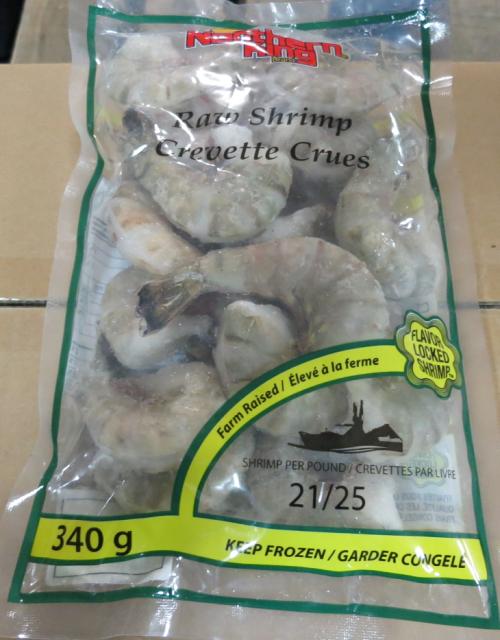 Northern
King
Raw Shrimp
Crevette Crues
FLAVOR
LOCKED
SHRIMP
Farm Raised / Élevé à la ferme
SHRIMP PER POUND / CREVETTES PAR LIVRE
21/25
340 g
KEEP FROZEN / GARDER CONGELÉ